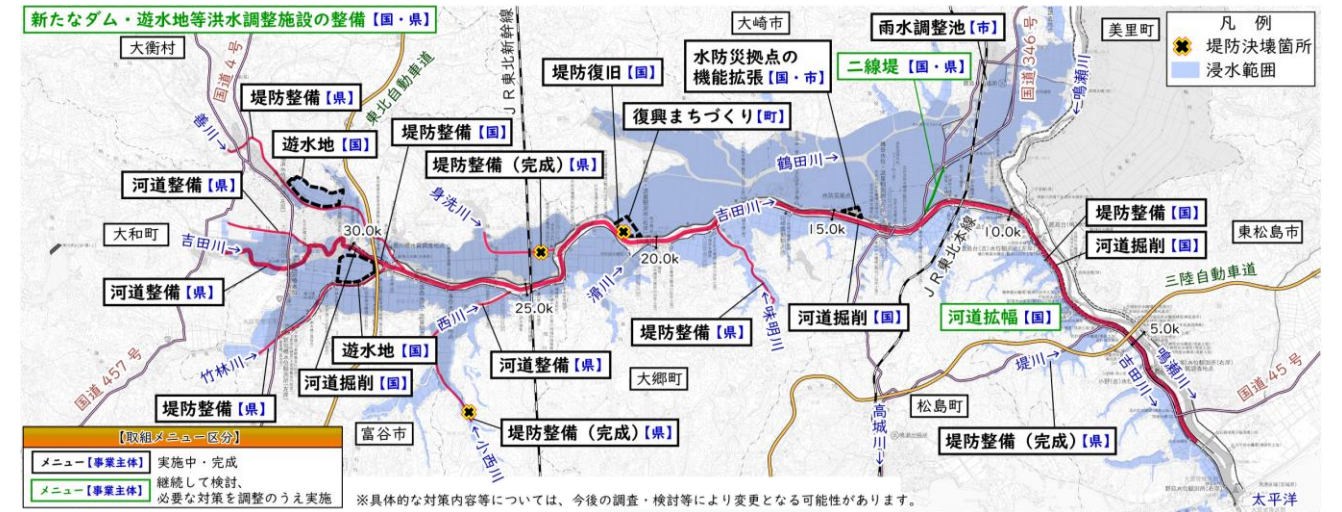 新たなダム・遊水地等洪水調整施設の整備【国・県】
大衡村
国道4号
東北自動車道
JR東北新幹線
大崎市
雨水調整池【市】
国道346号
美里町
←鳴瀬川
凡 例
堤防決壊箇所
浸水範囲
堤防整備【県】
善川→
遊水地【国】
堤防整備【国】
堤防整備（完成）【県】
堤防復旧【国】
水防災拠点の
機能拡張【国・市】
二線堤【国・県】
復興まちづくり【町】
鶴田川→
河道整備【県】
身洗川→
吉田川→
大和町
吉田川→
30.0k
20.0k
15.0k
10.0k
堤防整備【国】
河道掘削【国】
東松島市
三陸自動車道
河道整備【県】
25.0k
滑川→
西川→
←味明川
JR東北本線
竹林川→
国道457号
遊水地【国】
河道掘削【国】
河道整備【県】
堤防整備【県】
河道掘削【国】
河道拡幅【国】
5.0k
鳴瀬川→
吉田川→
国道45号
堤川→
大郷町
松島町
高城川→
堤防整備【県】
富谷市
←小西川
堤防整備（完成）【県】
堤防整備（完成）【県】
太平洋
【取組メニュー区分】
メニュー【事業主体】 実施中・完成
メニュー【事業主体】 継続して検討、
必要な対策を調整のうえ実施
※具体的な対策内容等については、今後の調査・検討等により変更となる可能性があります。